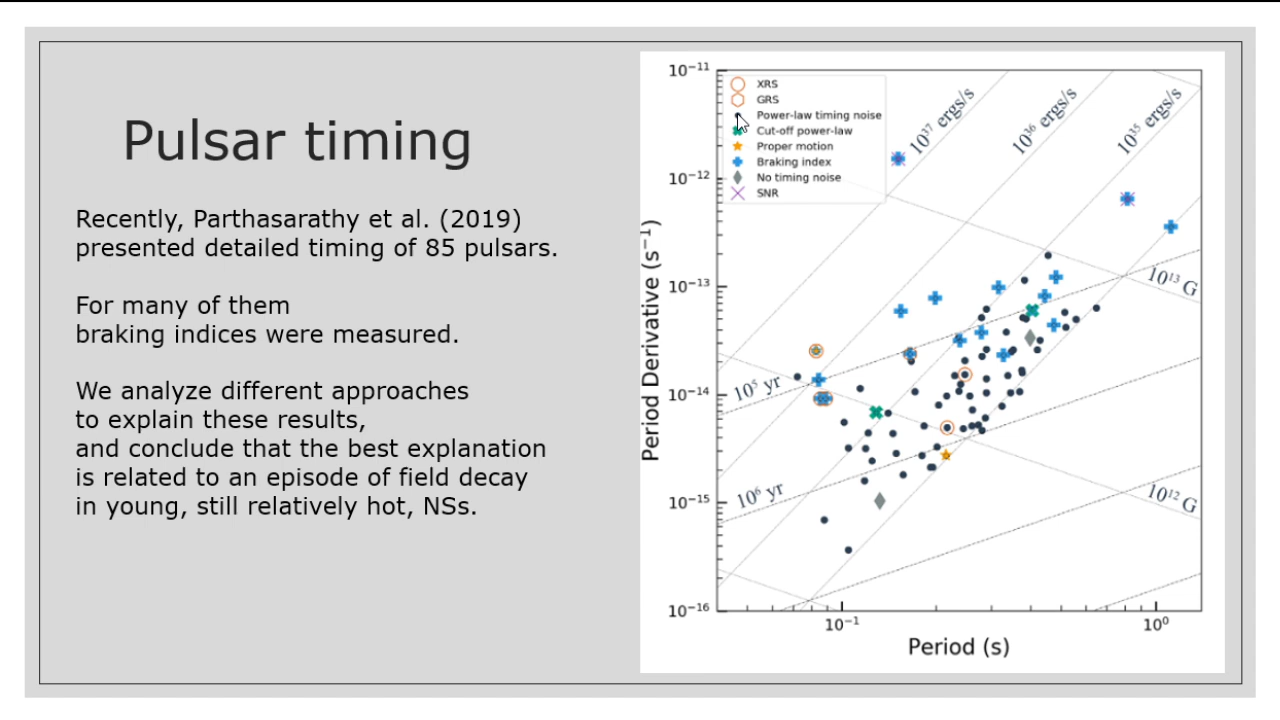 Pulsar timing
Recently, Parthasarathy et al. (2019)
presented detailed timing of 85 pulsars.
For many of them
braking indices were measured.
We analyze different approaches
to explain these results,
and conclude that the best explanation
is related to an episode of field decay
in young, still relatively hot, NSs.
Period Derivative (s⁻¹)
10⁻¹¹
10⁻¹²
10⁻¹³
10⁻¹⁴
10⁻¹⁵
10⁻¹⁶
XRS
GRS
Power-law timing noise
Cut-off power-law
Proper motion
Braking index
No timing noise
SNR
10³⁷ ergs/s
10³⁶ ergs/s
10³⁵ ergs/s
10¹³ G
10⁵ yr
10⁶ yr
10¹² G
10⁻¹
10⁰
Period (s)